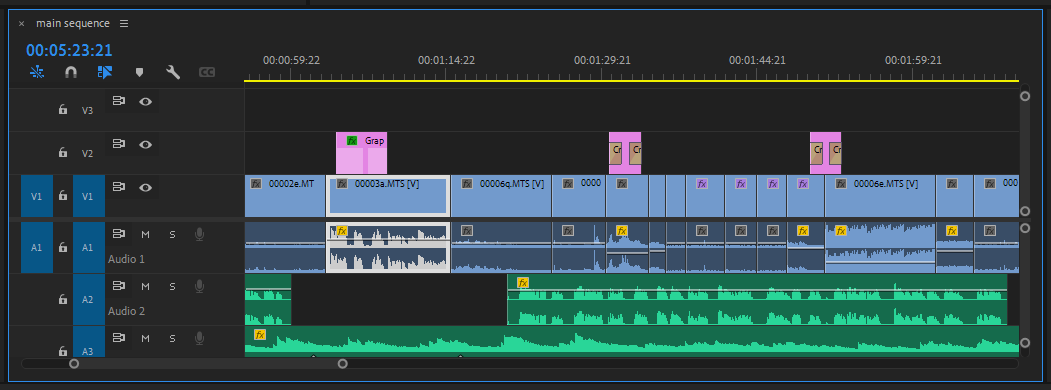 × main sequence
00:05:23:21
00:00:59:22 00:01:14:22 00:01:29:21 00:01:44:21 00:01:59:21
CC
V3
V2 fx Grap Cr Cr Cr Cr
V1 V1 fx 00002e.MT fx 00003a.MTS [V] fx 00006q.MTS [V] fx 0000 fx fx fx fx fx fx 00006e.MTS [V] fx fx 000
A1 A1 M S fx fx fx fx fx fx fx fx fx fx fx
Audio 1
A2 M S fx
Audio 2
A3 M S fx